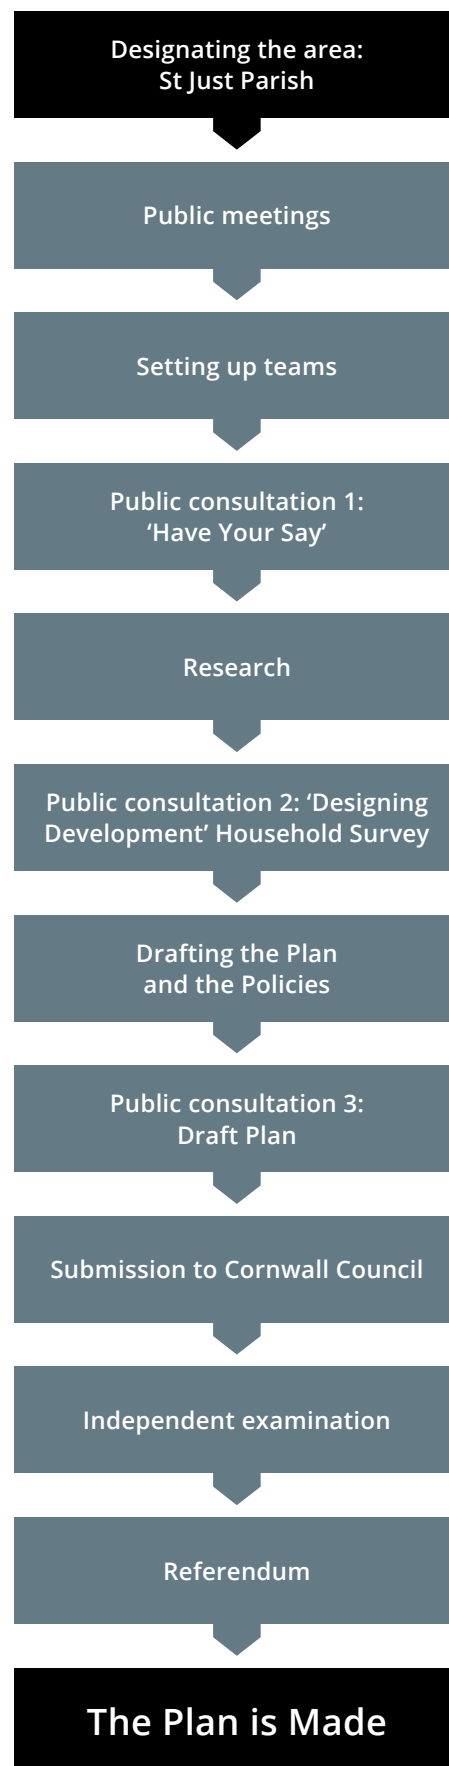 Designating the area:
St Just Parish
Public meetings
Setting up teams
Public consultation 1:
‘Have Your Say’
Research
Public consultation 2: ‘Designing
Development’ Household Survey
Drafting the Plan
and the Policies
Public consultation 3:
Draft Plan
Submission to Cornwall Council
Independent examination
Referendum
The Plan is Made